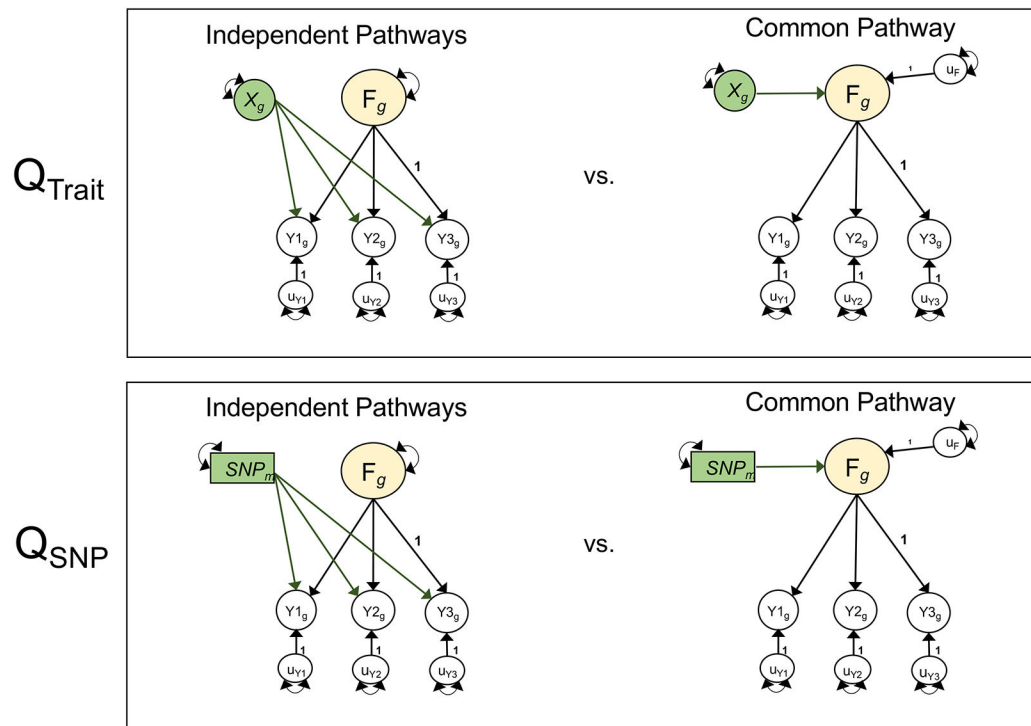 Q_Trait
Independent Pathways
X_g
F_g
1
Y1_g Y2_g Y3_g
1 1 1
u_Y1 u_Y2 u_Y3
vs.
Common Pathway
X_g
F_g
1
u_F
1
Y1_g Y2_g Y3_g
1 1 1
u_Y1 u_Y2 u_Y3
Q_SNP
Independent Pathways
SNP_m
F_g
1
Y1_g Y2_g Y3_g
1 1 1
u_Y1 u_Y2 u_Y3
vs.
Common Pathway
SNP_m
F_g
1
u_F
1
Y1_g Y2_g Y3_g
1 1 1
u_Y1 u_Y2 u_Y3